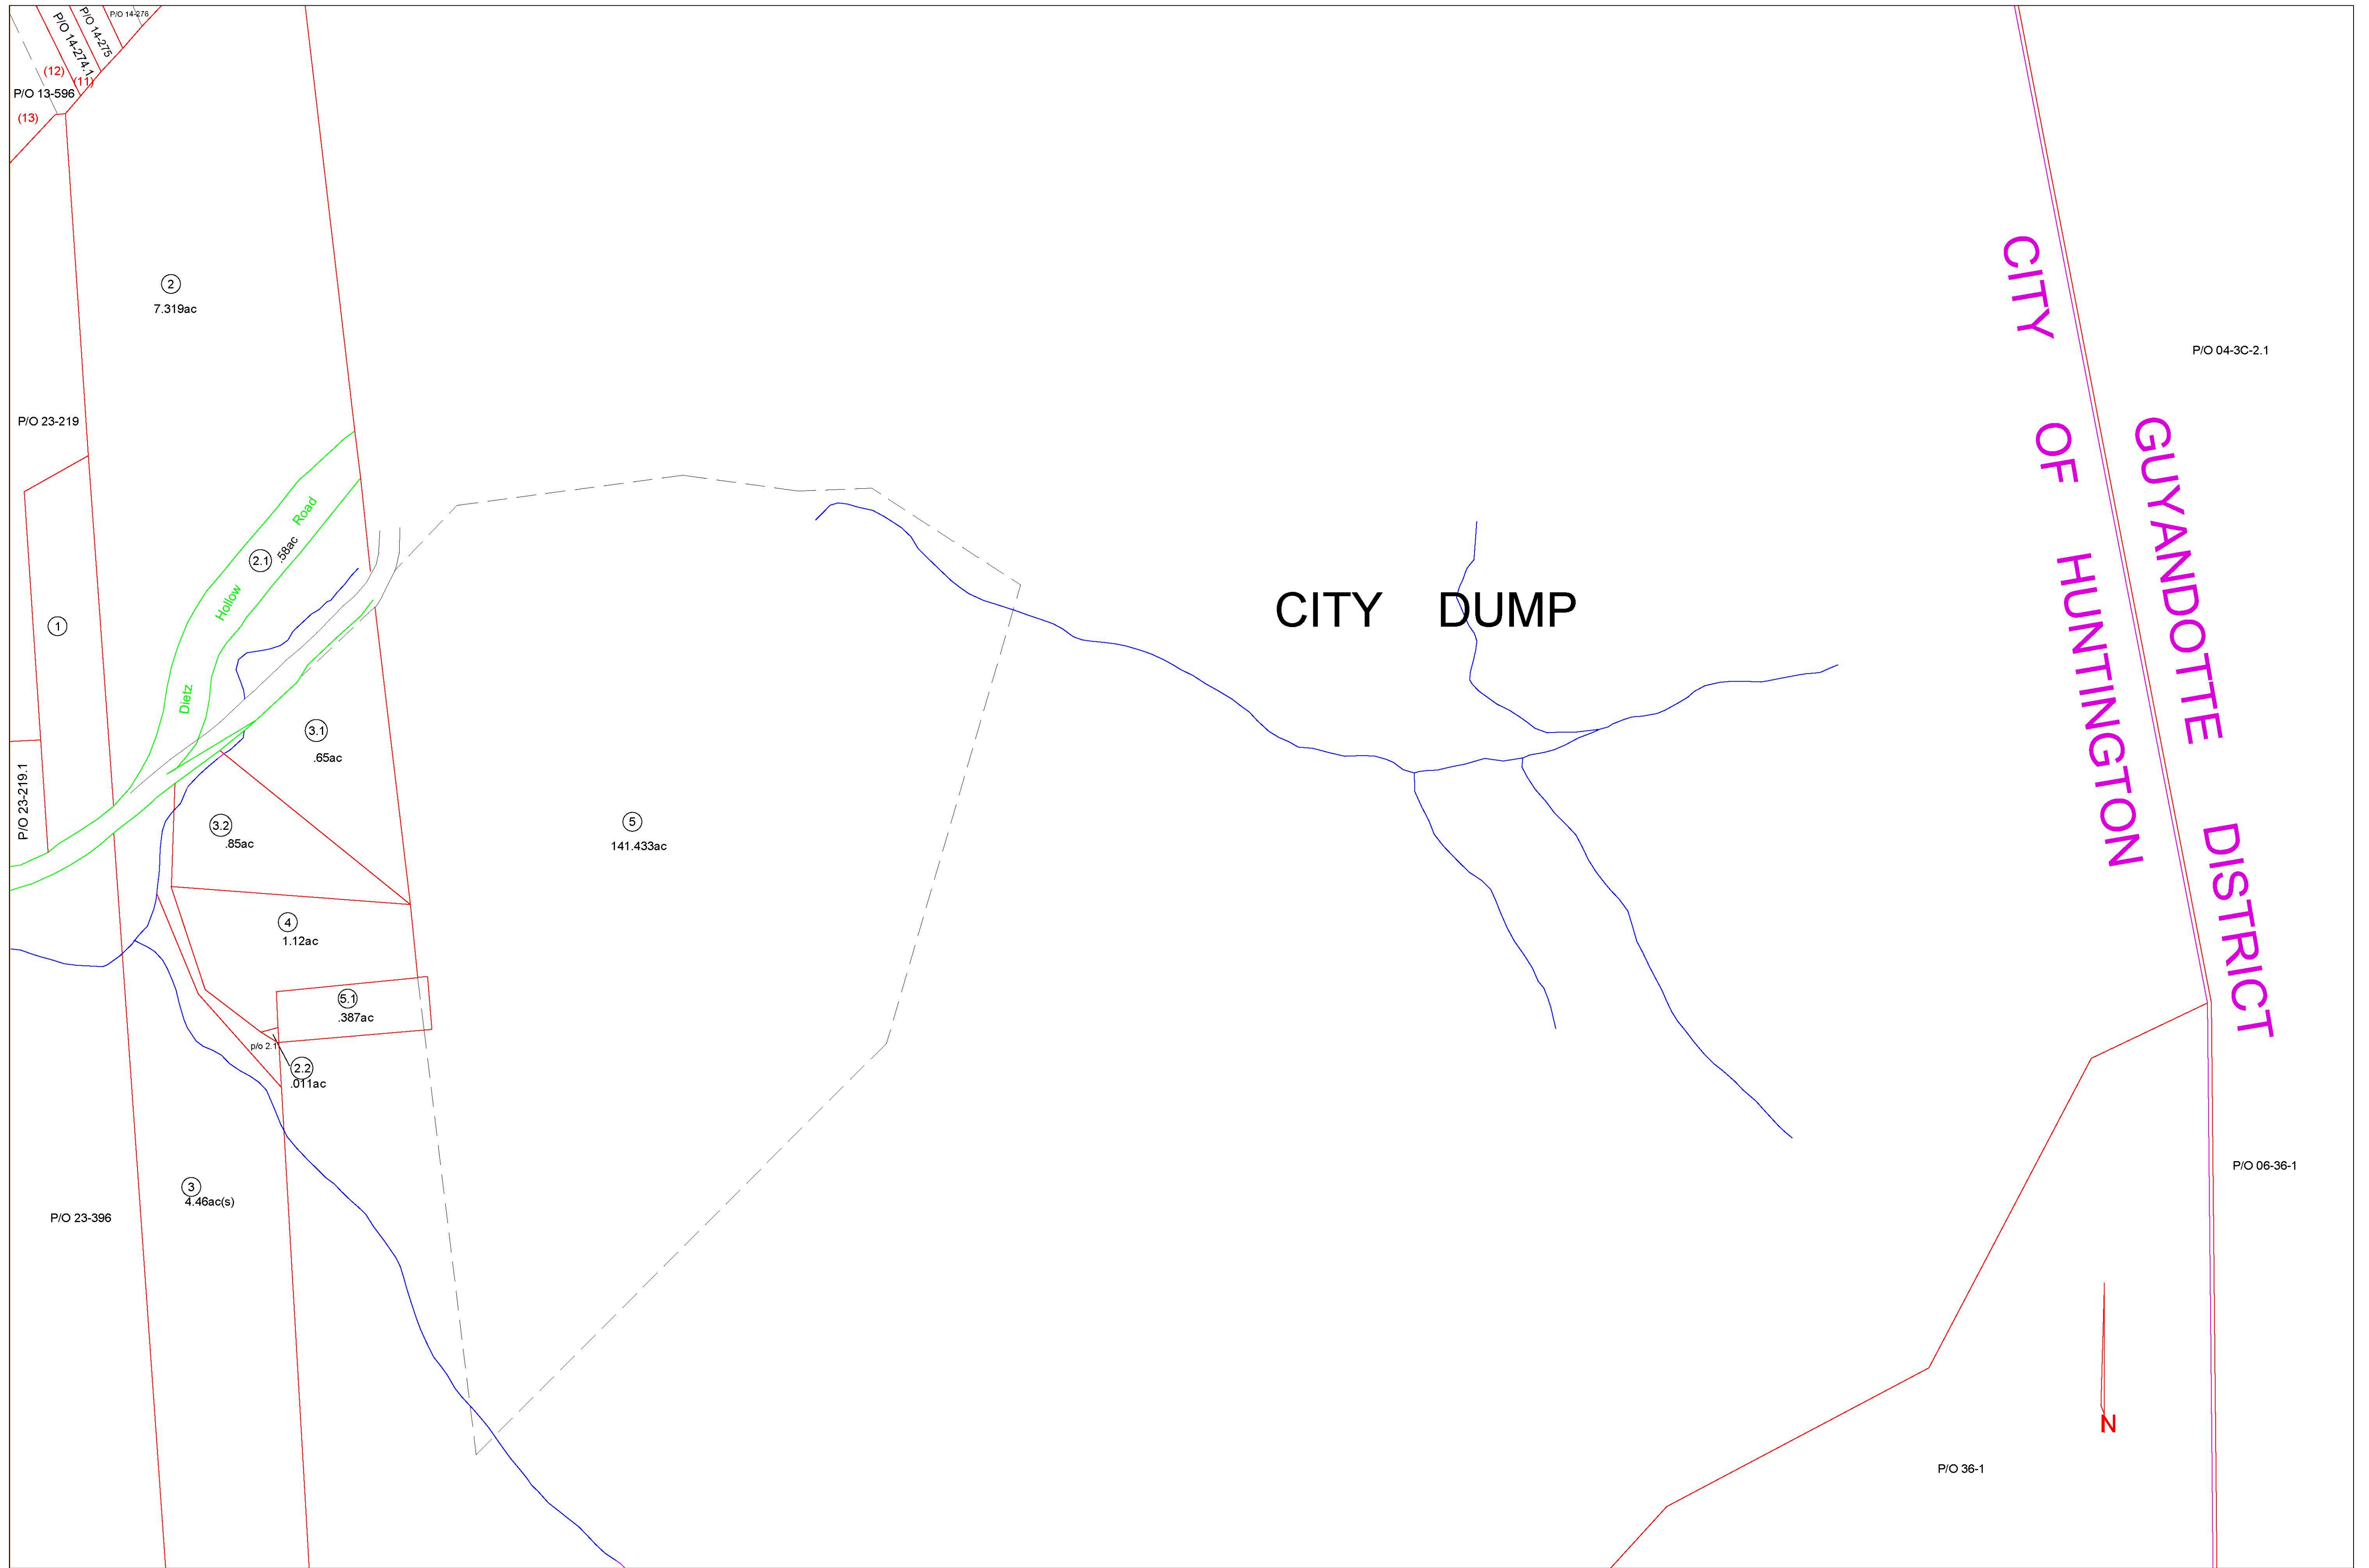 P/O 14-276
P/O 14-275
P/O 14-274.1
(12)
(11)
P/O 13-596
(13)
2
7.319ac
CITY OF HUNTINGTON
GUYANDOTTE DISTRICT
P/O 04-3C-2.1
P/O 23-219
Dietz Hollow Road
2.1
.58ac
1
CITY DUMP
3.1
.65ac
P/O 23-219.1
3.2
.85ac
5
141.433ac
4
1.12ac
5.1
.387ac
p/o 2.1
2.2
.011ac
P/O 06-36-1
3
4.46ac(s)
P/O 23-396
N
P/O 36-1